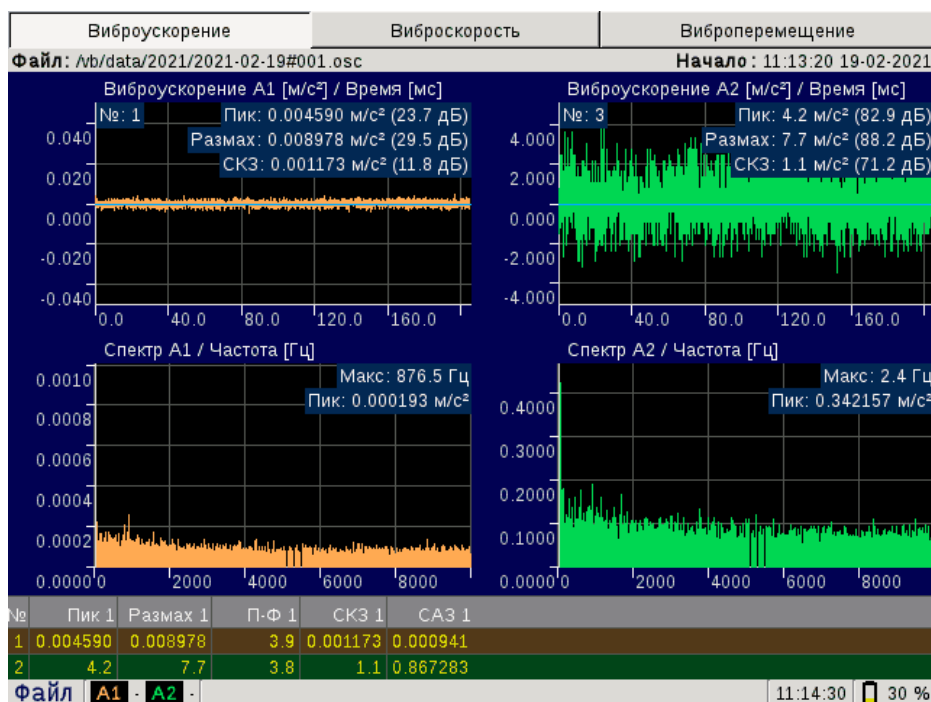 Виброускорение Виброскорость Виброперемещение
Файл: /vb/data/2021/2021-02-19#001.osc Начало: 11:13:20 19-02-2021
Виброускорение A1 [м/с²] / Время [мс]
№: 1 Пик: 0.004590 м/с² (23.7 дБ)
Размах: 0.008978 м/с² (29.5 дБ)
СКЗ: 0.001173 м/с² (11.8 дБ)
0.040
0.020
0.000
-0.020
-0.040
0.0 40.0 80.0 120.0 160.0
Виброускорение A2 [м/с²] / Время [мс]
№: 3 Пик: 4.2 м/с² (82.9 дБ)
Размах: 7.7 м/с² (88.2 дБ)
СКЗ: 1.1 м/с² (71.2 дБ)
4.000
2.000
0.000
-2.000
-4.000
0.0 40.0 80.0 120.0 160.0
Спектр A1 / Частота [Гц]
Макс: 876.5 Гц
Пик: 0.000193 м/с²
0.0010
0.0008
0.0006
0.0004
0.0002
0.0000
0 2000 4000 6000 8000
Спектр A2 / Частота [Гц]
Макс: 2.4 Гц
Пик: 0.342157 м/с²
0.4000
0.3000
0.2000
0.1000
0.0000
0 2000 4000 6000 8000
№ Пик 1 Размах 1 П-Ф 1 СКЗ 1 САЗ 1
1 0.004590 0.008978 3.9 0.001173 0.000941
2 4.2 7.7 3.8 1.1 0.867283
Файл A1 - A2 - 11:14:30 30 %